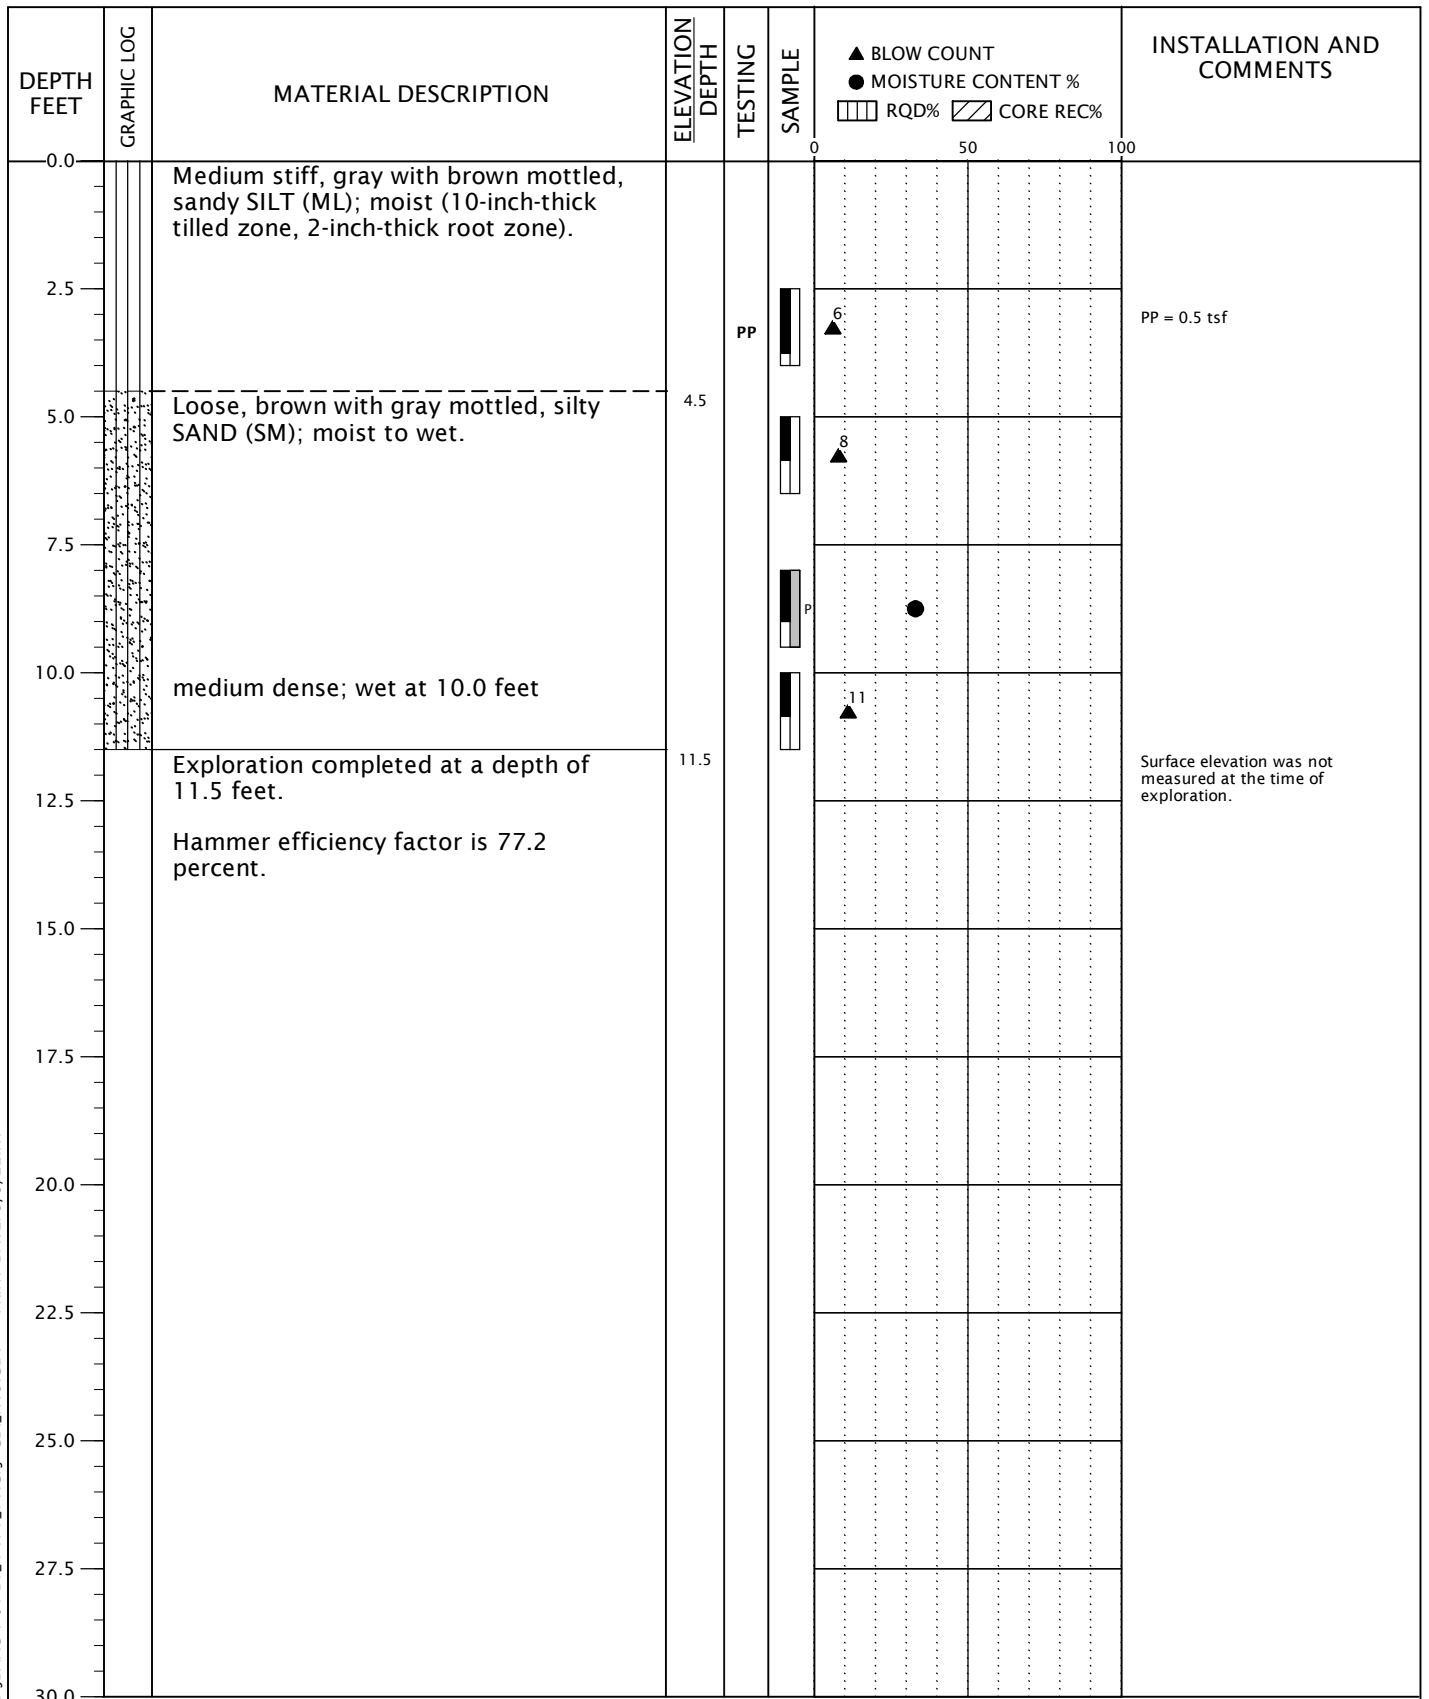 DEPTH
FEET
GRAPHIC LOG
MATERIAL DESCRIPTION
ELEVATION
DEPTH
TESTING
SAMPLE
▲ BLOW COUNT
● MOISTURE CONTENT %
RQD% CORE REC%
INSTALLATION AND
COMMENTS
0 50 100
0.0
Medium stiff, gray with brown mottled,
sandy SILT (ML); moist (10-inch-thick
tilled zone, 2-inch-thick root zone).
2.5
PP
6
PP = 0.5 tsf
4.5
Loose, brown with gray mottled, silty
SAND (SM); moist to wet.
5.0
8
7.5
P
10.0
medium dense; wet at 10.0 feet
11
11.5
Exploration completed at a depth of
11.5 feet.
Surface elevation was not
measured at the time of
exploration.
12.5
Hammer efficiency factor is 77.2
percent.
15.0
17.5
20.0
22.5
25.0
27.5
30.0